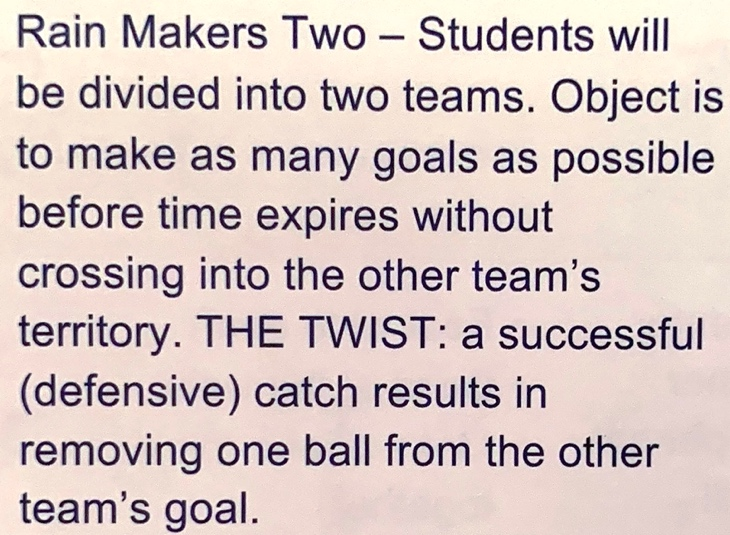 Rain Makers Two – Students will
be divided into two teams. Object is
to make as many goals as possible
before time expires without
crossing into the other team’s
territory. THE TWIST: a successful
(defensive) catch results in
removing one ball from the other
team’s goal.